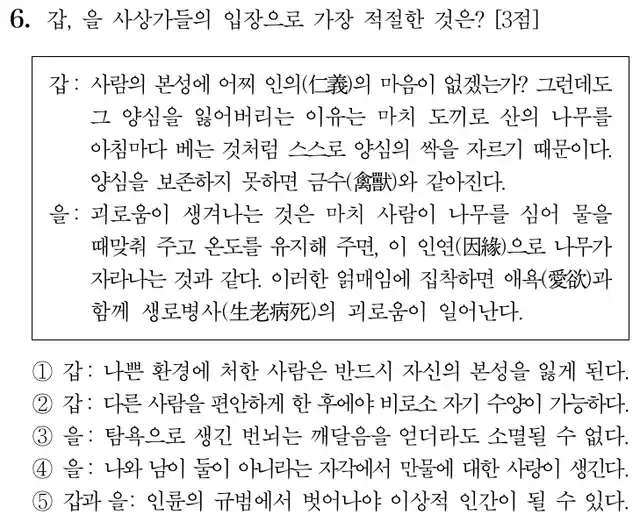 6. 갑, 을 사상가들의 입장으로 가장 적절한 것은? [3점]
갑 : 사람의 본성에 어찌 인의(仁義)의 마음이 없겠는가? 그런데도
그 양심을 잃어버리는 이유는 마치 도끼로 산의 나무를
아침마다 베는 것처럼 스스로 양심의 싹을 자르기 때문이다.
양심을 보존하지 못하면 금수(禽獸)와 같아진다.
을 : 괴로움이 생겨나는 것은 마치 사람이 나무를 심어 물을
때맞춰 주고 온도를 유지해 주면, 이 인연(因緣)으로 나무가
자라나는 것과 같다. 이러한 얽매임에 집착하면 애욕(愛欲)과
함께 생로병사(生老病死)의 괴로움이 일어난다.
① 갑 : 나쁜 환경에 처한 사람은 반드시 자신의 본성을 잃게 된다.
② 갑 : 다른 사람을 편안하게 한 후에야 비로소 자기 수양이 가능하다.
③ 을 : 탐욕으로 생긴 번뇌는 깨달음을 얻더라도 소멸될 수 없다.
④ 을 : 나와 남이 둘이 아니라는 자각에서 만물에 대한 사랑이 생긴다.
⑤ 갑과 을 : 인륜의 규범에서 벗어나야 이상적 인간이 될 수 있다.